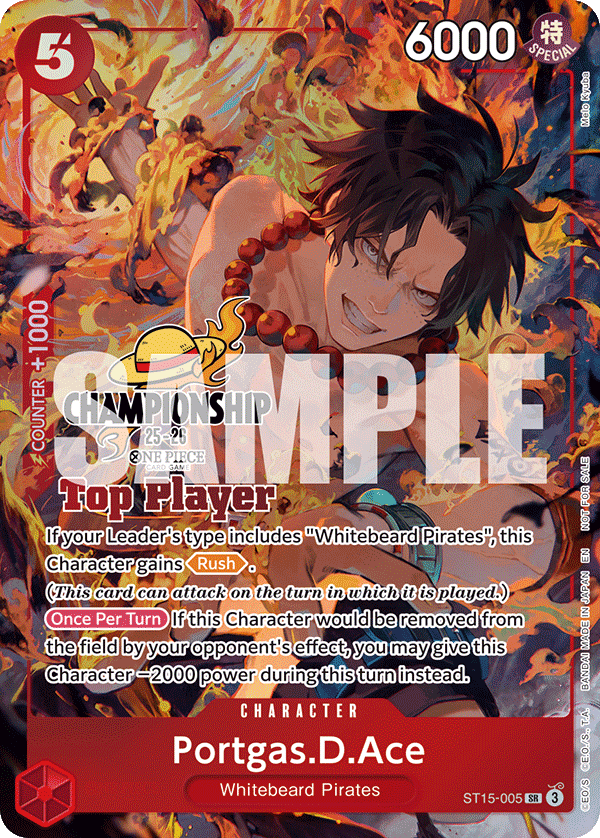 5
6000
特
SPECIAL
Melo Kyuba
COUNTER +1000
SAMPLE
CHAMPIONSHIP
25-26
ONE PIECE
CARD GAME
Top Player
If your Leader's type includes "Whitebeard Pirates", this
Character gains Rush.
(This card can attack on the turn in which it is played.)
Once Per Turn If this Character would be removed from
the field by your opponent's effect, you may give this
Character −2000 power during this turn instead.
CHARACTER
Portgas.D.Ace
Whitebeard Pirates
ST15-005 SR 3
©E.O/S ©E.O/S., T.A. BANDAI MADE IN JAPAN EN NOT FOR SALE